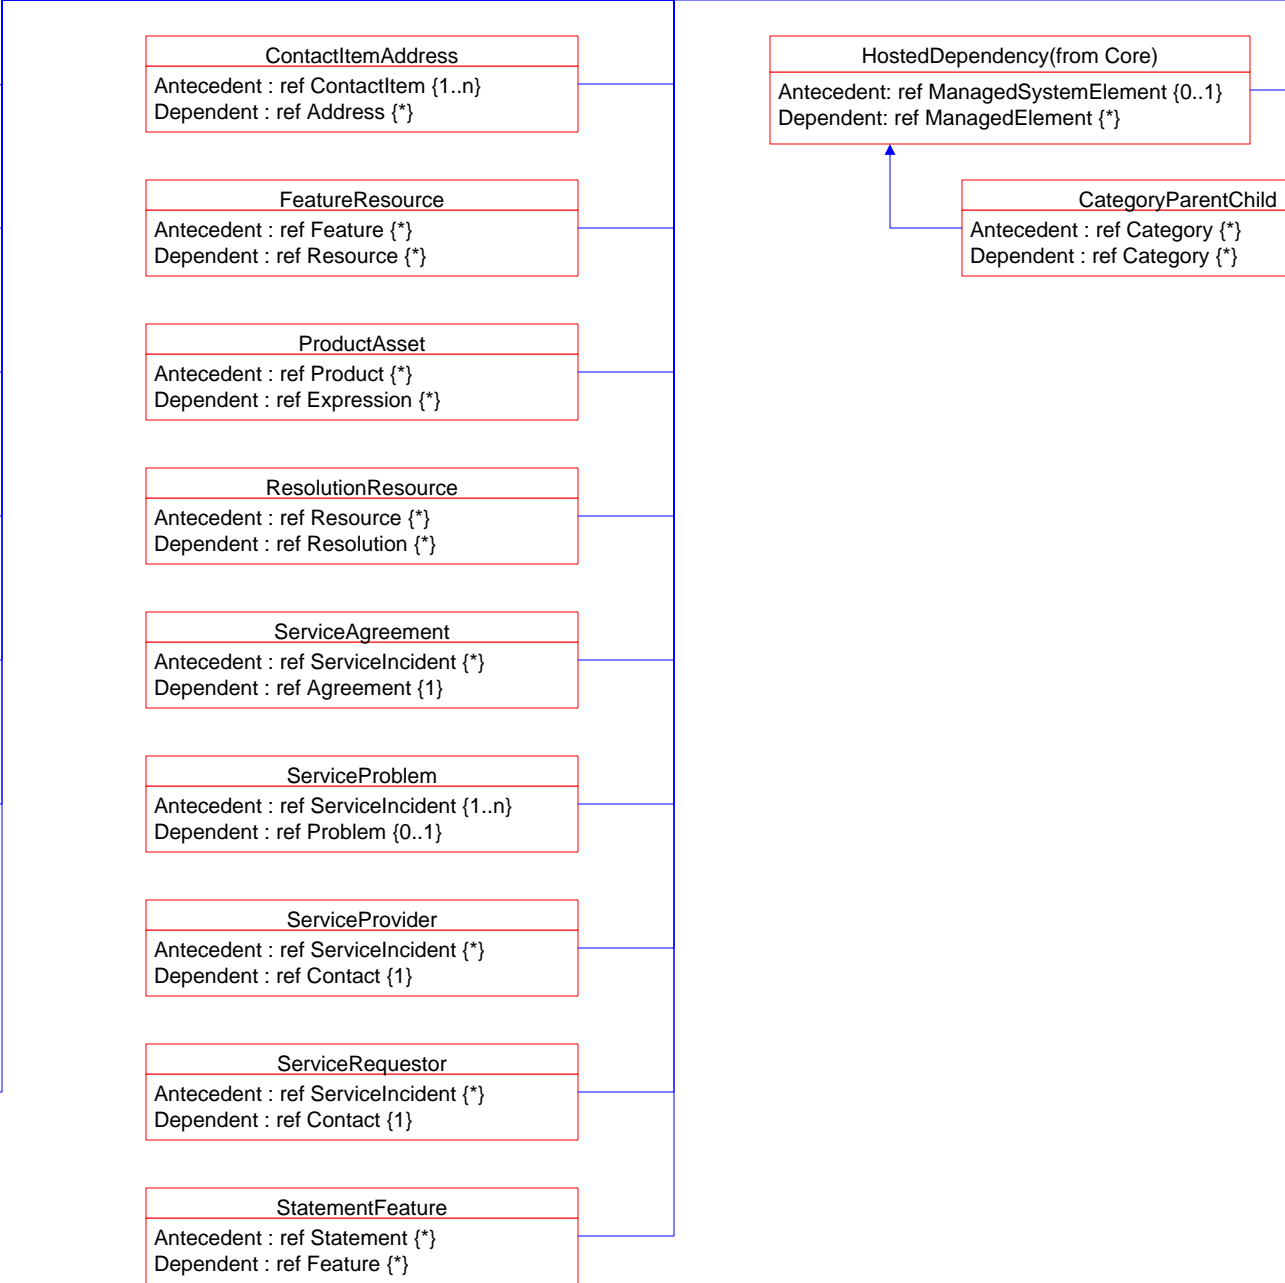 ContactItemAddress
Antecedent : ref ContactItem {1..n}
Dependent : ref Address {*}
FeatureResource
Antecedent : ref Feature {*}
Dependent : ref Resource {*}
ProductAsset
Antecedent : ref Product {*}
Dependent : ref Expression {*}
ResolutionResource
Antecedent : ref Resource {*}
Dependent : ref Resolution {*}
ServiceAgreement
Antecedent : ref ServiceIncident {*}
Dependent : ref Agreement {1}
ServiceProblem
Antecedent : ref ServiceIncident {1..n}
Dependent : ref Problem {0..1}
ServiceProvider
Antecedent : ref ServiceIncident {*}
Dependent : ref Contact {1}
ServiceRequestor
Antecedent : ref ServiceIncident {*}
Dependent : ref Contact {1}
StatementFeature
Antecedent : ref Statement {*}
Dependent : ref Feature {*}
HostedDependency(from Core)
Antecedent: ref ManagedSystemElement {0..1}
Dependent: ref ManagedElement {*}
CategoryParentChild
Antecedent : ref Category {*}
Dependent : ref Category {*}